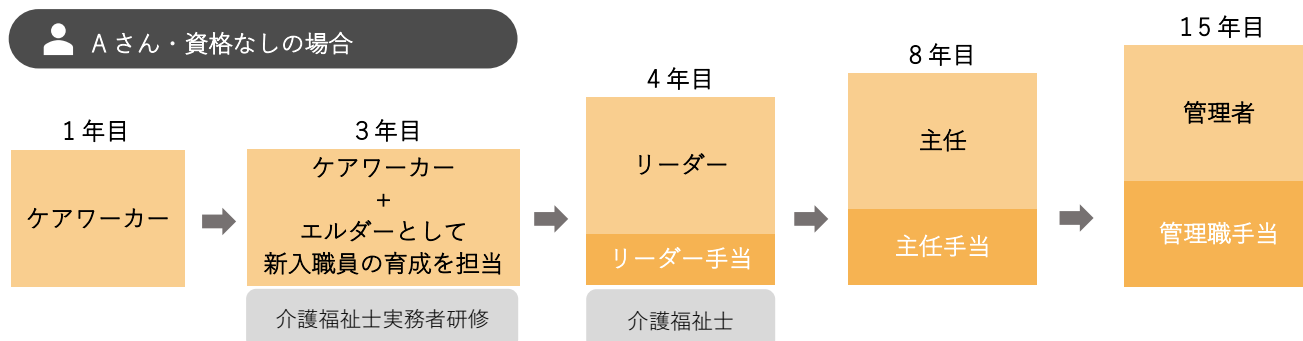 Aさん・資格なしの場合
1年目
ケアワーカー
3年目
ケアワーカー
+
エルダーとして
新入職員の育成を担当
介護福祉士実務者研修
4年目
リーダー
リーダー手当
介護福祉士
8年目
主任
主任手当
15年目
管理者
管理職手当